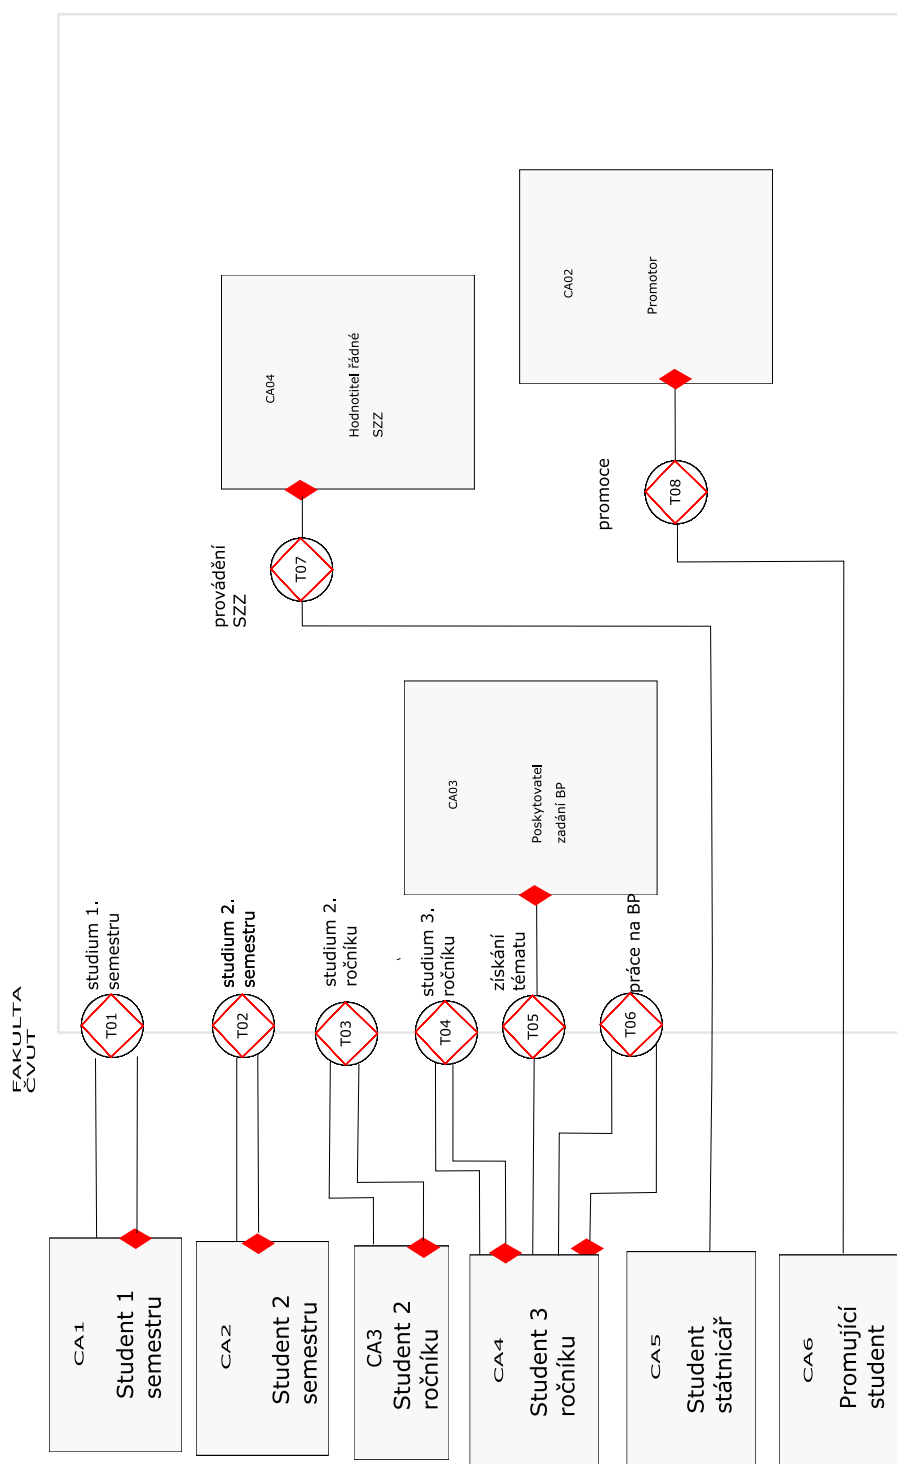 FAKULTA
ČVUT
CA1
Student 1
semestru
T01
studium 1.
semestru
CA2
Student 2
semestru
T02
studium 2.
semestru
CA3
Student 2
ročníku
T03
studium 2.
ročníku
CA4
Student 3
ročníku
T04
studium 3.
ročníku
T05
získání
tématu
T06
práce na BP
CA03
Poskytovatel
zadání BP
CA5
Student
státnicář
T07
provádění
SZZ
CA04
Hodnotitel řádné
SZZ
CA6
Promující
student
T08
promoce
CA02
Promotor